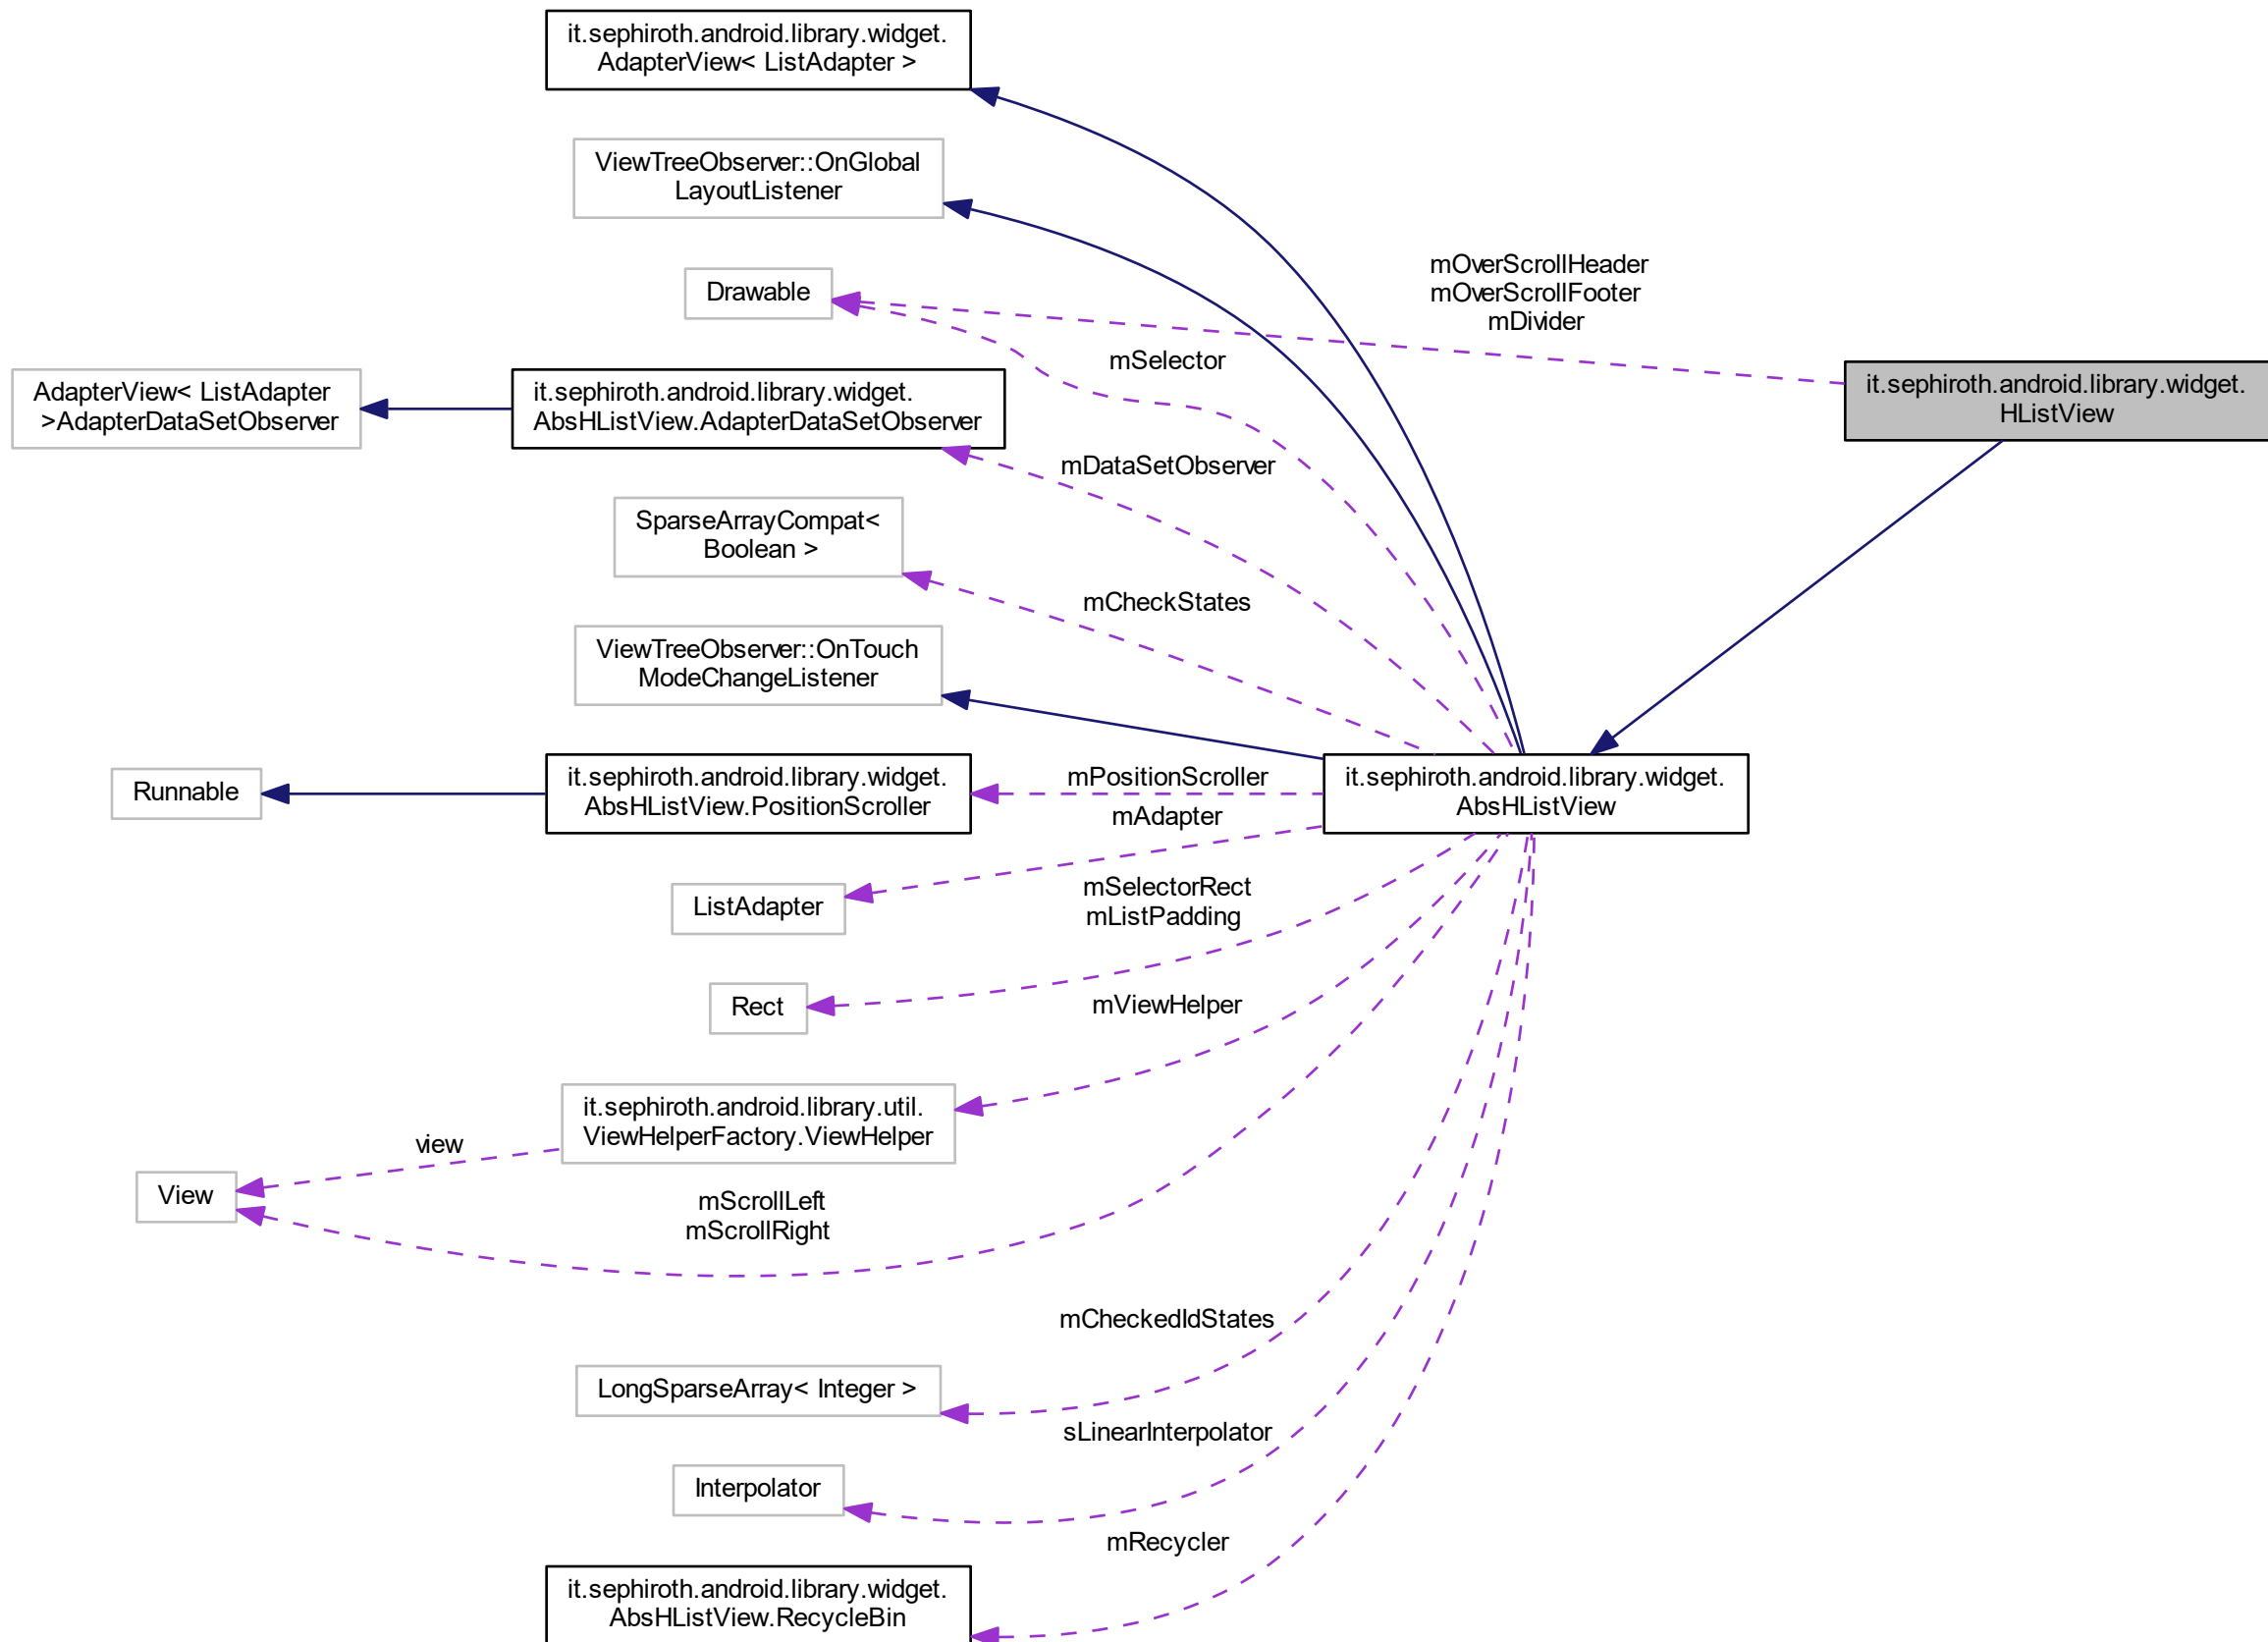 it.sephiroth.android.library.widget.
AdapterView< ListAdapter >
ViewTreeObserver::OnGlobal
LayoutListener
Drawable
mOverScrollHeader
mOverScrollFooter
mDivider
mSelector
it.sephiroth.android.library.widget.
HListView
AdapterView< ListAdapter
>AdapterDataSetObserver
it.sephiroth.android.library.widget.
AbsHListView.AdapterDataSetObserver
mDataSetObserver
SparseArrayCompat<
Boolean >
mCheckStates
ViewTreeObserver::OnTouch
ModeChangeListener
Runnable
it.sephiroth.android.library.widget.
AbsHListView.PositionScroller
mPositionScroller
it.sephiroth.android.library.widget.
AbsHListView
mAdapter
ListAdapter
mSelectorRect
mListPadding
Rect
mViewHelper
it.sephiroth.android.library.util.
ViewHelperFactory.ViewHelper
view
View
mScrollLeft
mScrollRight
mCheckedIdStates
LongSparseArray< Integer >
sLinearInterpolator
Interpolator
mRecycler
it.sephiroth.android.library.widget.
AbsHListView.RecycleBin